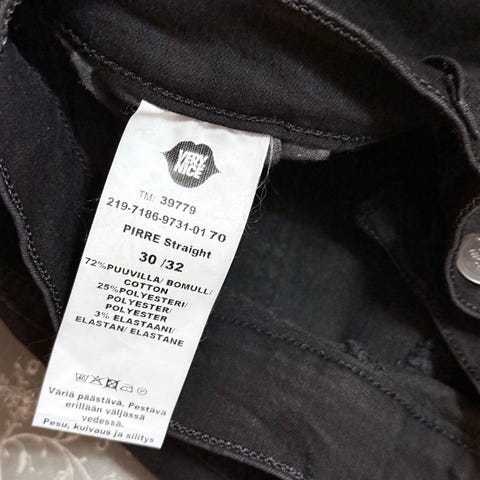 VERY
NICE
TM: 39779
219-7186-9731-01 70
PIRRE Straight
30 /32
72%PUUVILLA/ BOMULL/
COTTON
25%POLYESTERI/
POLYESTER/
POLYESTER
3% ELASTAANI/
ELASTAN/ ELASTANE
Väriä päästävä. Pestävä
erillään väljässä
vedessä.
Pesu, kuivaus ja silitys